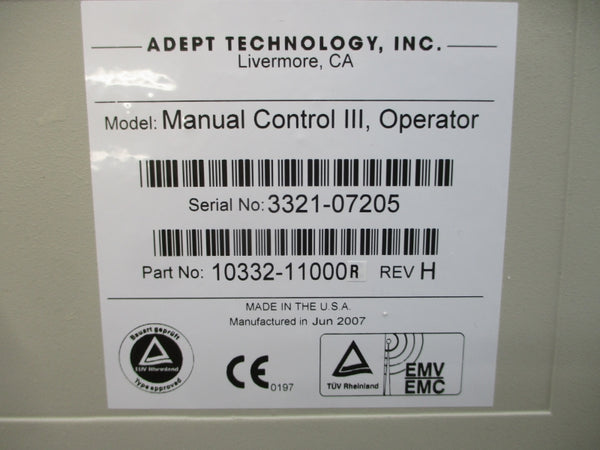 ADEPT TECHNOLOGY, INC.
Livermore, CA
Model: Manual Control III, Operator
Serial No: 3321-07205
Part No: 10332-11000R REV H
MADE IN THE U.S.A.
Manufactured in Jun 2007
Bauart geprüft
TÜV Rheinland
Type approved
CE 0197
TÜV Rheinland
EMV
EMC